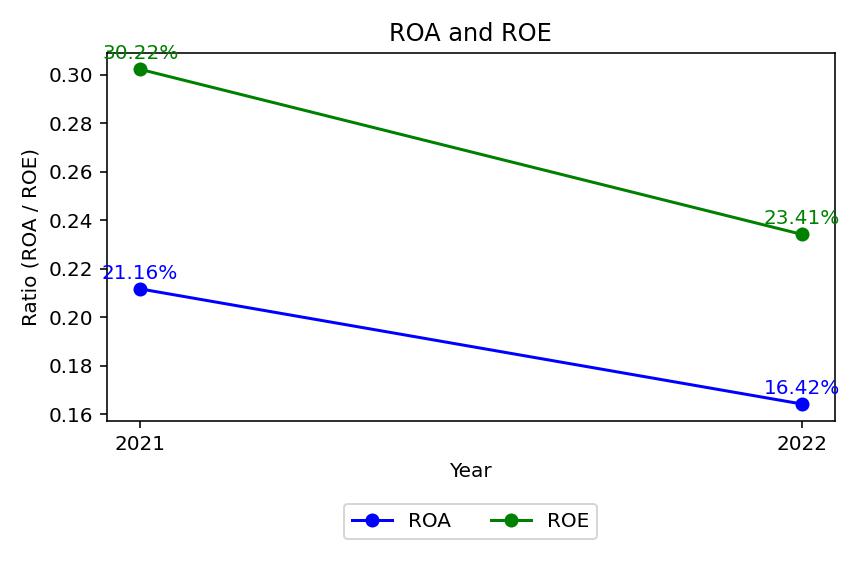 ROA and ROE
30.22%
0.30
0.28
0.26
0.24
23.41%
0.22
21.16%
0.20
0.18
16.42%
0.16
Ratio (ROA / ROE)
2021
2022
Year
ROA
ROE